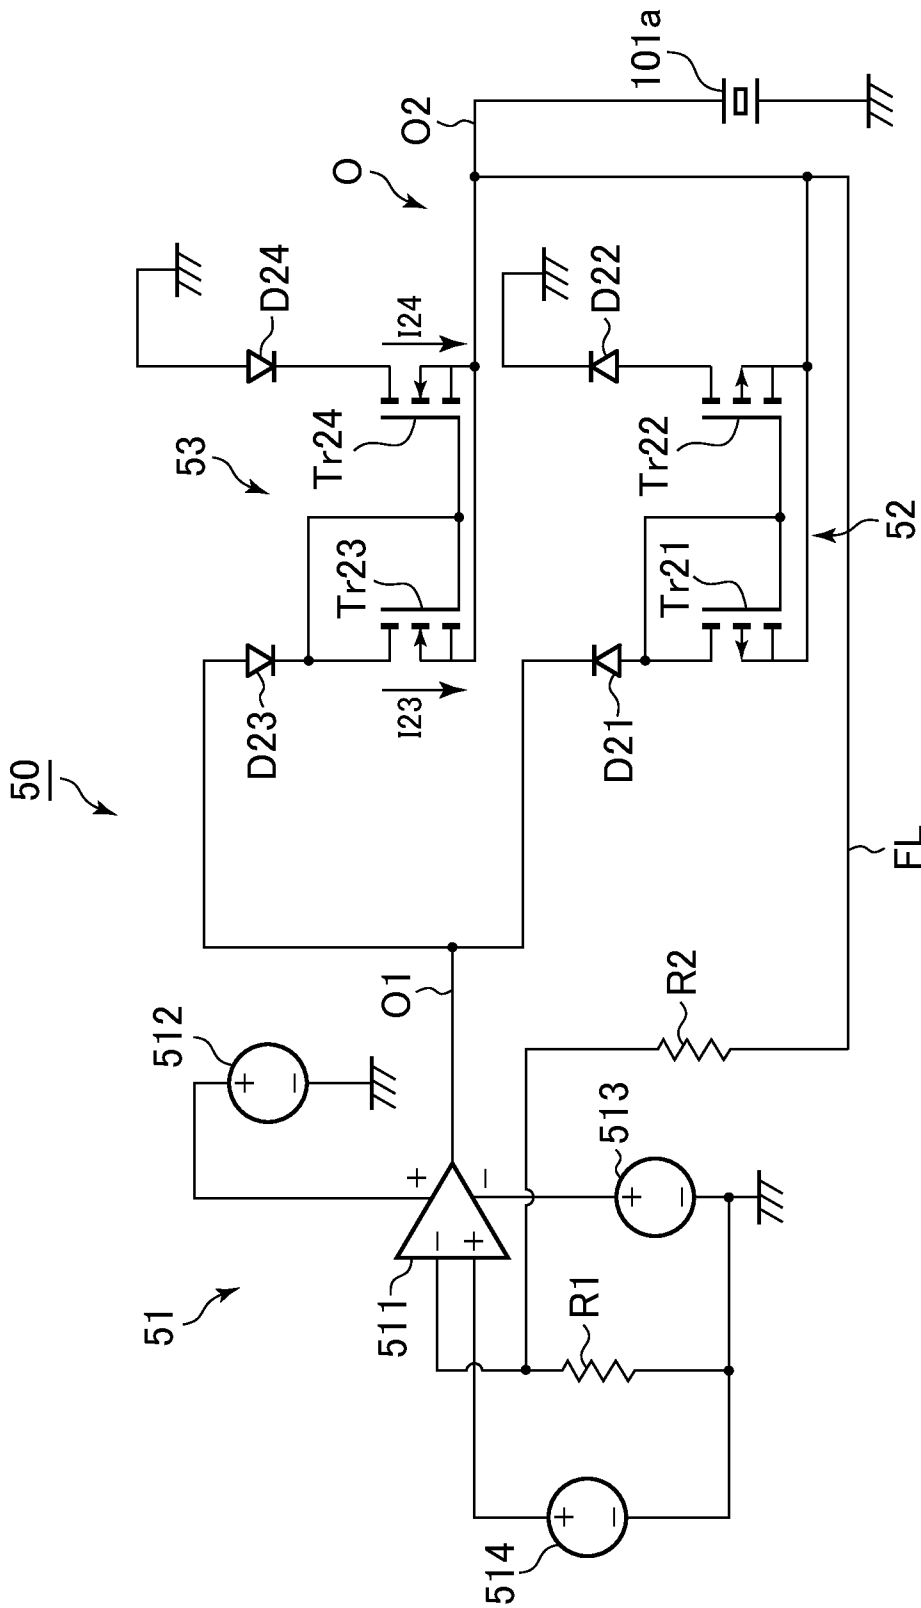 50
51
511
512
513
514
R1
R2
O1
FL
53
D23
D24
Tr23
Tr24
I23
I24
O
O2
101a
D21
D22
Tr21
Tr22
52
+
−
+
−
+
−
+
−
+
−